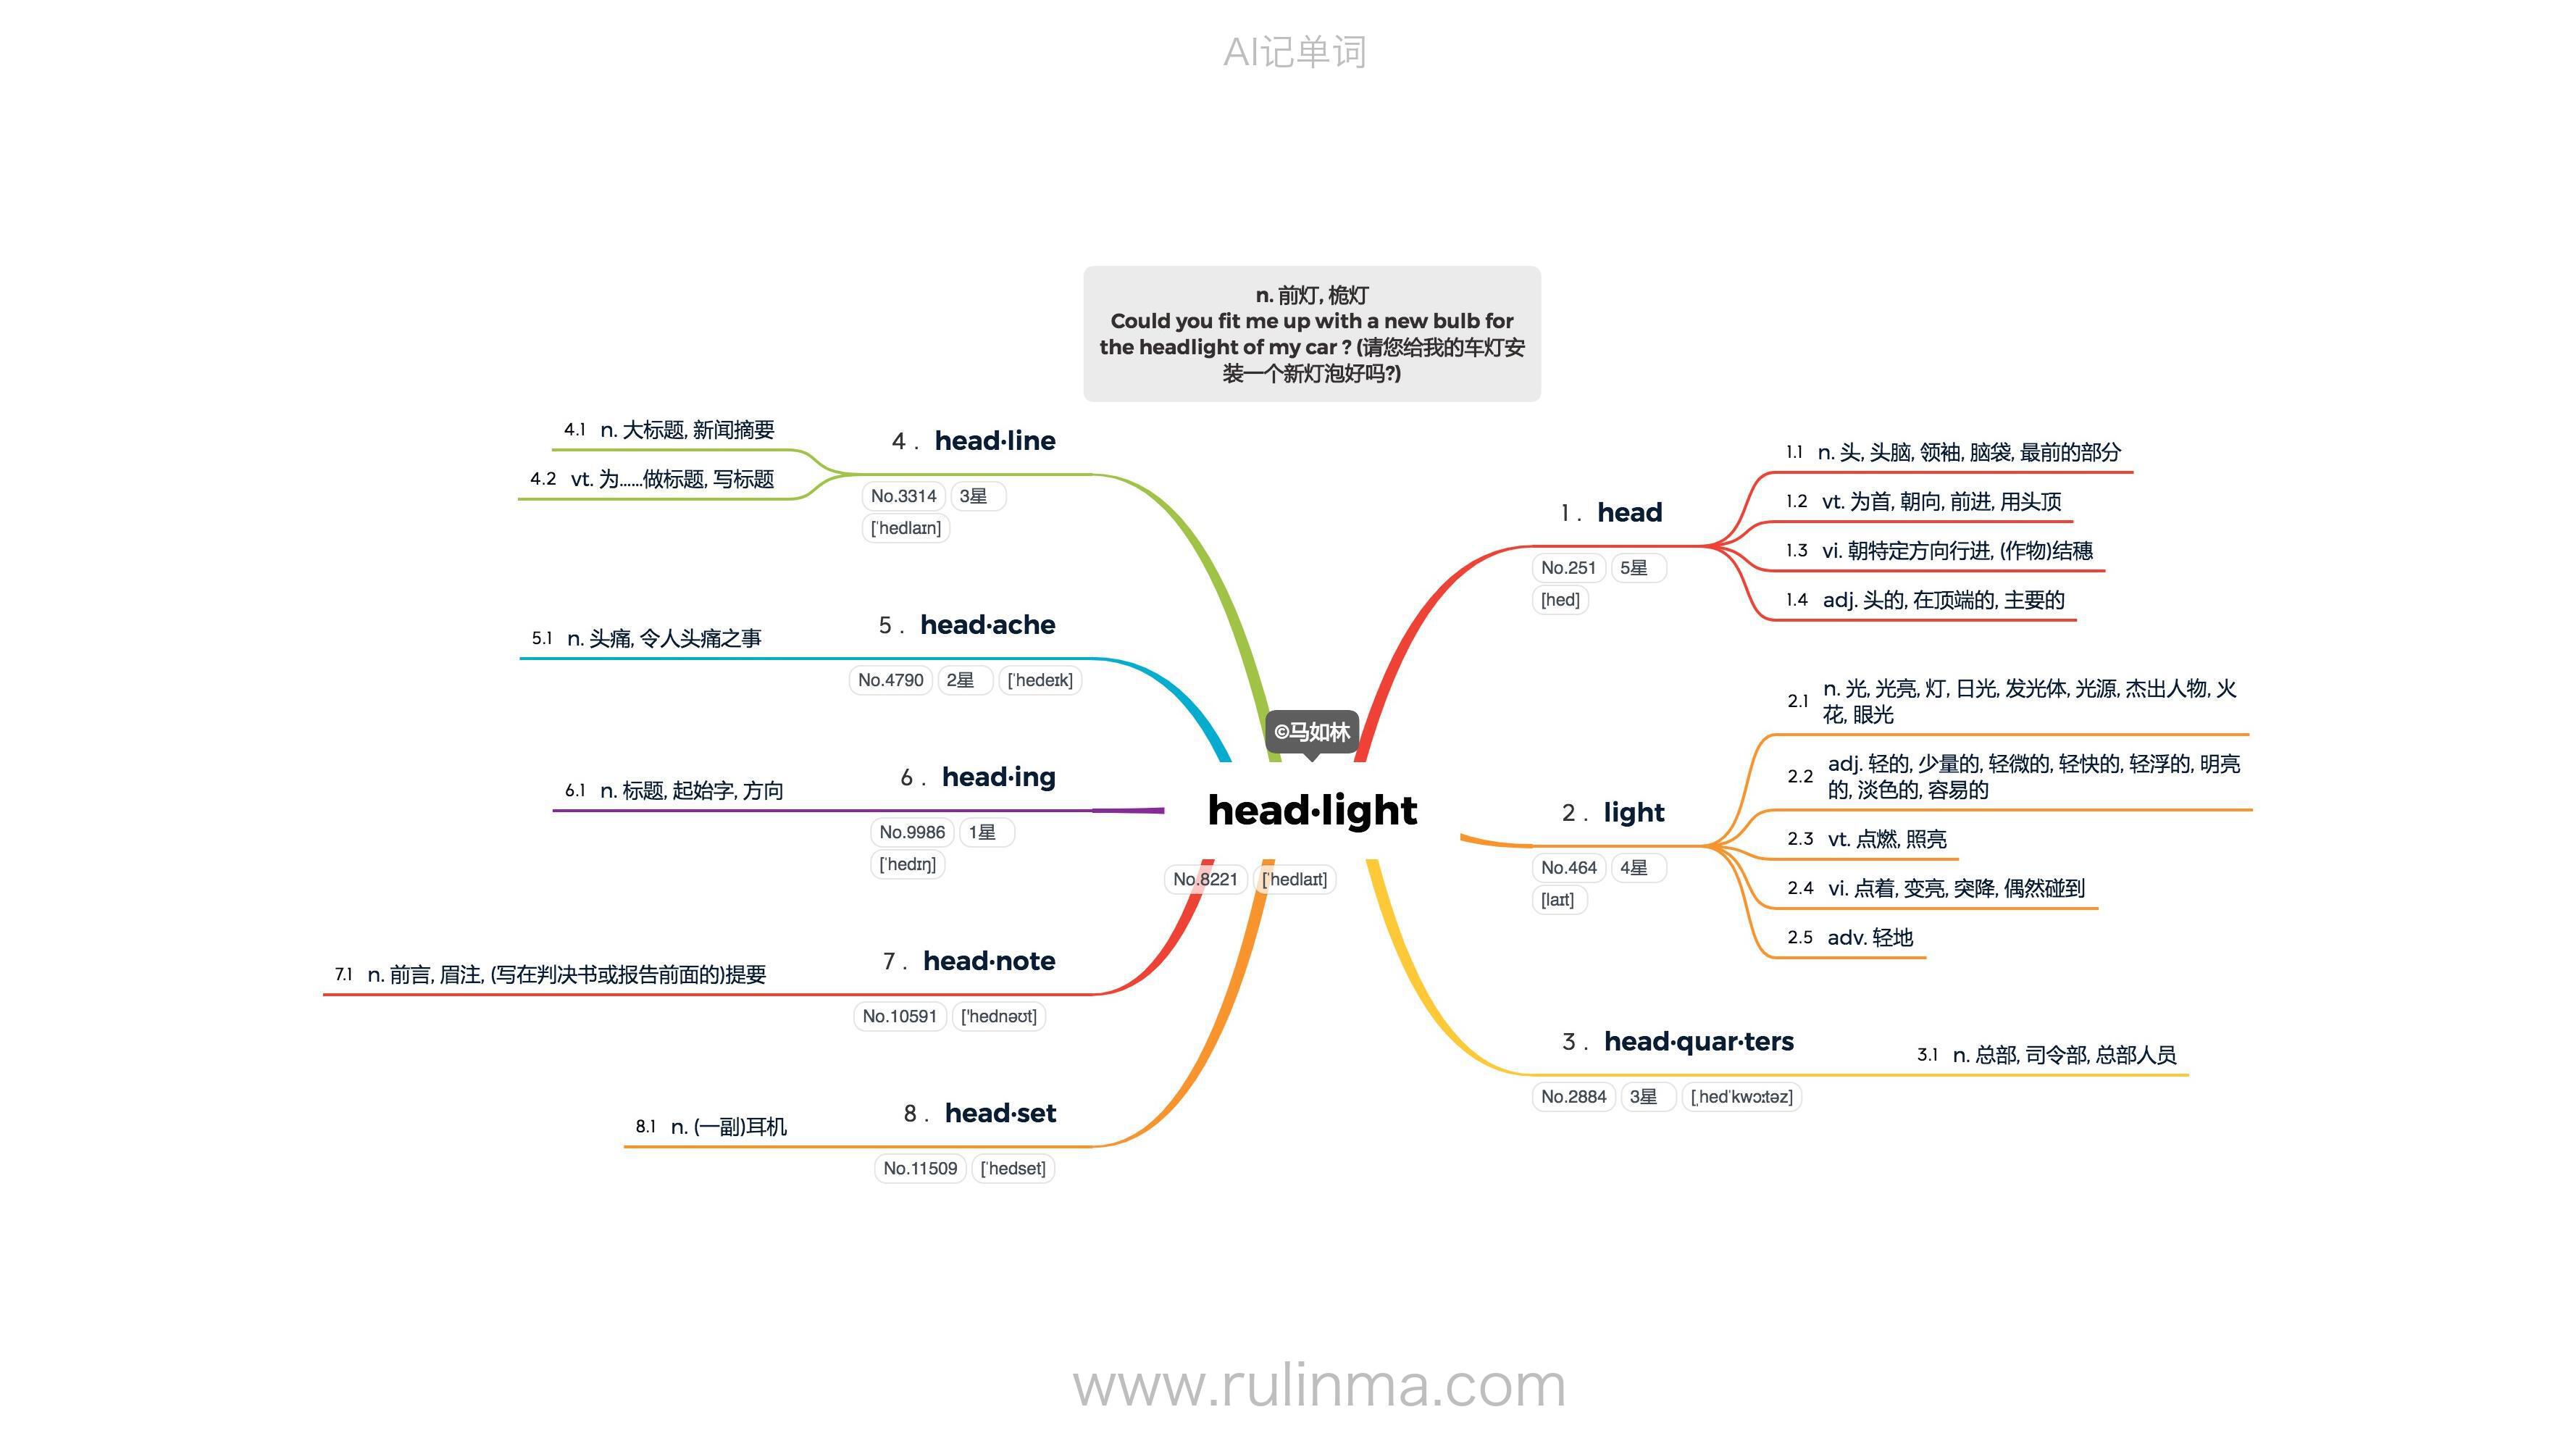 AI记单词
n. 前灯, 桅灯
Could you fit me up with a new bulb for
the headlight of my car ? (请您给我的车灯安
装一个新灯泡好吗?)
©马如林
head·light
No.8221 [ˈhedlaɪt]
1 . head
No.251 5星
[hed]
1.1 n. 头, 头脑, 领袖, 脑袋, 最前的部分
1.2 vt. 为首, 朝向, 前进, 用头顶
1.3 vi. 朝特定方向行进, (作物)结穗
1.4 adj. 头的, 在顶端的, 主要的
2 . light
No.464 4星
[laɪt]
2.1 n. 光, 光亮, 灯, 日光, 发光体, 光源, 杰出人物, 火
花, 眼光
2.2 adj. 轻的, 少量的, 轻微的, 轻快的, 轻浮的, 明亮
的, 淡色的, 容易的
2.3 vt. 点燃, 照亮
2.4 vi. 点着, 变亮, 突降, 偶然碰到
2.5 adv. 轻地
3 . head·quar·ters
No.2884 3星 [ˌhedˈkwɔːtəz]
3.1 n. 总部, 司令部, 总部人员
4 . head·line
No.3314 3星
[ˈhedlaɪn]
4.1 n. 大标题, 新闻摘要
4.2 vt. 为......做标题, 写标题
5 . head·ache
No.4790 2星 [ˈhedeɪk]
5.1 n. 头痛, 令人头痛之事
6 . head·ing
No.9986 1星
[ˈhedɪŋ]
6.1 n. 标题, 起始字, 方向
7 . head·note
No.10591 ['hednəʊt]
7.1 n. 前言, 眉注, (写在判决书或报告前面的)提要
8 . head·set
No.11509 [ˈhedset]
8.1 n. (一副)耳机
www.rulinma.com